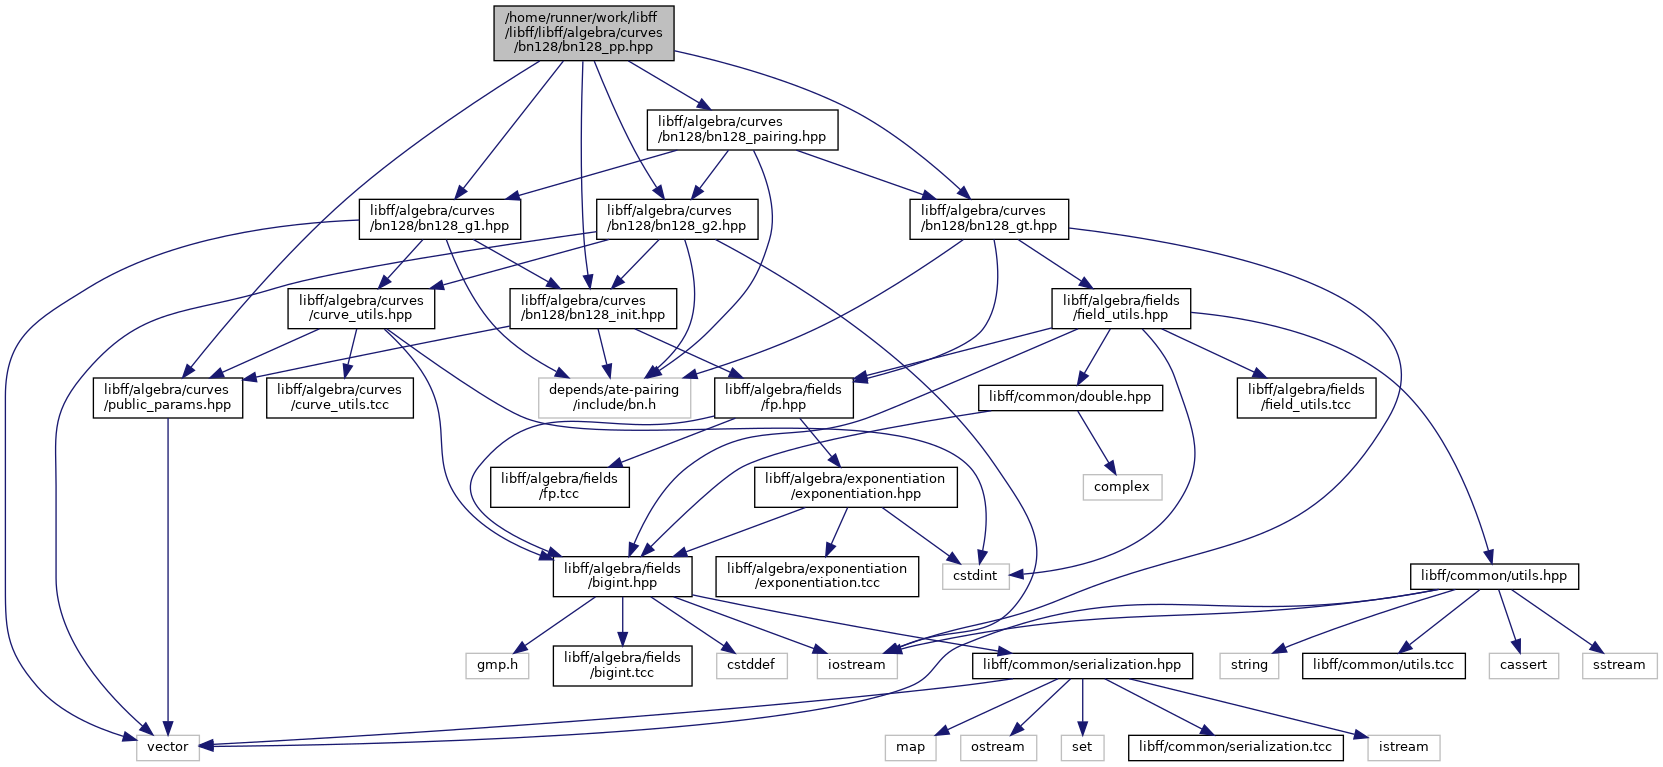 /home/runner/work/libff
/libff/libff/algebra/curves
/bn128/bn128_pp.hpp
libff/algebra/curves
/bn128/bn128_pairing.hpp
libff/algebra/curves
/bn128/bn128_g1.hpp
libff/algebra/curves
/bn128/bn128_g2.hpp
libff/algebra/curves
/bn128/bn128_gt.hpp
libff/algebra/curves
/curve_utils.hpp
libff/algebra/curves
/bn128/bn128_init.hpp
libff/algebra/fields
/field_utils.hpp
libff/algebra/curves
/public_params.hpp
libff/algebra/curves
/curve_utils.tcc
depends/ate-pairing
/include/bn.h
libff/algebra/fields
/fp.hpp
libff/common/double.hpp
libff/algebra/fields
/field_utils.tcc
libff/algebra/fields
/fp.tcc
libff/algebra/exponentiation
/exponentiation.hpp
complex
libff/algebra/fields
/bigint.hpp
libff/algebra/exponentiation
/exponentiation.tcc
cstdint
libff/common/utils.hpp
gmp.h
libff/algebra/fields
/bigint.tcc
cstddef
iostream
libff/common/serialization.hpp
string
libff/common/utils.tcc
cassert
sstream
vector
map
ostream
set
libff/common/serialization.tcc
istream